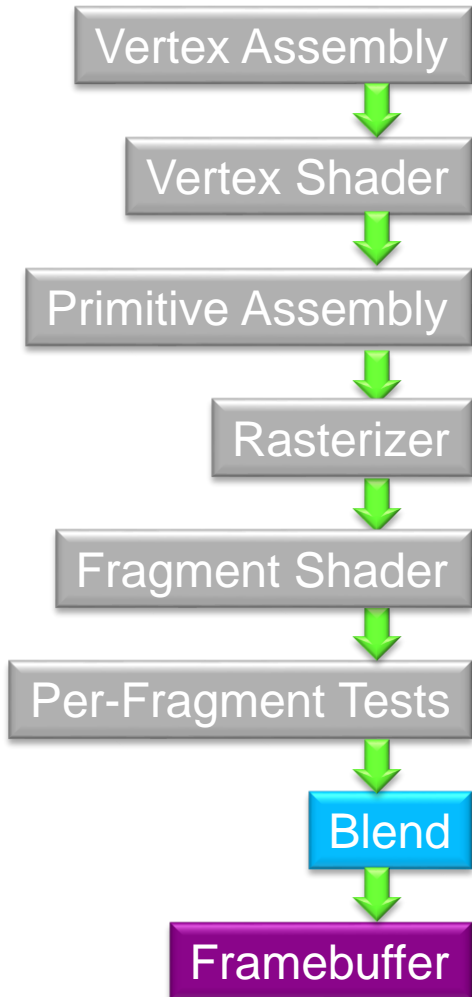 Vertex Assembly
Vertex Shader
Primitive Assembly
Rasterizer
Fragment Shader
Per-Fragment Tests
Blend
Framebuffer